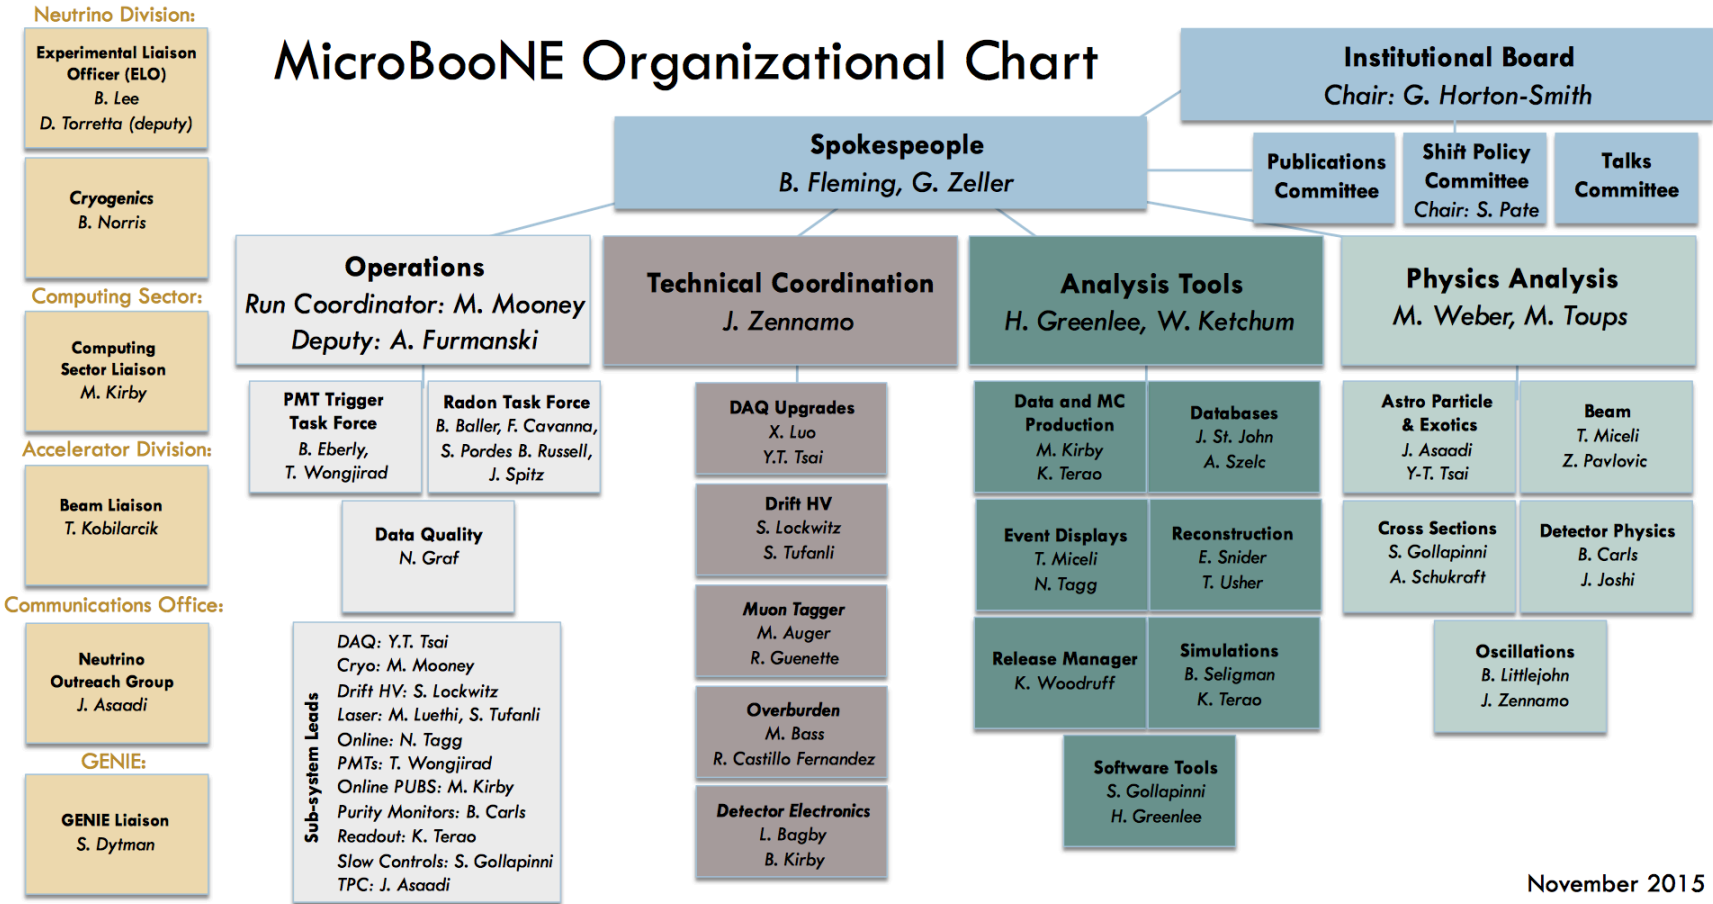 MicroBooNE Organizational Chart
Neutrino Division:
Experimental Liaison
Officer (ELO)
B. Lee
D. Torretta (deputy)
Cryogenics
B. Norris
Computing Sector:
Computing
Sector Liaison
M. Kirby
Accelerator Division:
Beam Liaison
T. Kobilarcik
Communications Office:
Neutrino
Outreach Group
J. Asaadi
GENIE:
GENIE Liaison
S. Dytman
Institutional Board
Chair: G. Horton-Smith
Spokespeople
B. Fleming, G. Zeller
Publications
Committee
Shift Policy
Committee
Chair: S. Pate
Talks
Committee
Operations
Run Coordinator: M. Mooney
Deputy: A. Furmanski
PMT Trigger
Task Force
B. Eberly,
T. Wongjirad
Radon Task Force
B. Baller, F. Cavanna,
S. Pordes B. Russell,
J. Spitz
Data Quality
N. Graf
Sub-system Leads
DAQ: Y.T. Tsai
Cryo: M. Mooney
Drift HV: S. Lockwitz
Laser: M. Luethi, S. Tufanli
Online: N. Tagg
PMTs: T. Wongjirad
Online PUBS: M. Kirby
Purity Monitors: B. Carls
Readout: K. Terao
Slow Controls: S. Gollapinni
TPC: J. Asaadi
Technical Coordination
J. Zennamo
DAQ Upgrades
X. Luo
Y.T. Tsai
Drift HV
S. Lockwitz
S. Tufanli
Muon Tagger
M. Auger
R. Guenette
Overburden
M. Bass
R. Castillo Fernandez
Detector Electronics
L. Bagby
B. Kirby
Analysis Tools
H. Greenlee, W. Ketchum
Data and MC
Production
M. Kirby
K. Terao
Databases
J. St. John
A. Szelc
Event Displays
T. Miceli
N. Tagg
Reconstruction
E. Snider
T. Usher
Release Manager
K. Woodruff
Simulations
B. Seligman
K. Terao
Software Tools
S. Gollapinni
H. Greenlee
Physics Analysis
M. Weber, M. Toups
Astro Particle
& Exotics
J. Asaadi
Y-T. Tsai
Beam
T. Miceli
Z. Pavlovic
Cross Sections
S. Gollapinni
A. Schukraft
Detector Physics
B. Carls
J. Joshi
Oscillations
B. Littlejohn
J. Zennamo
November 2015